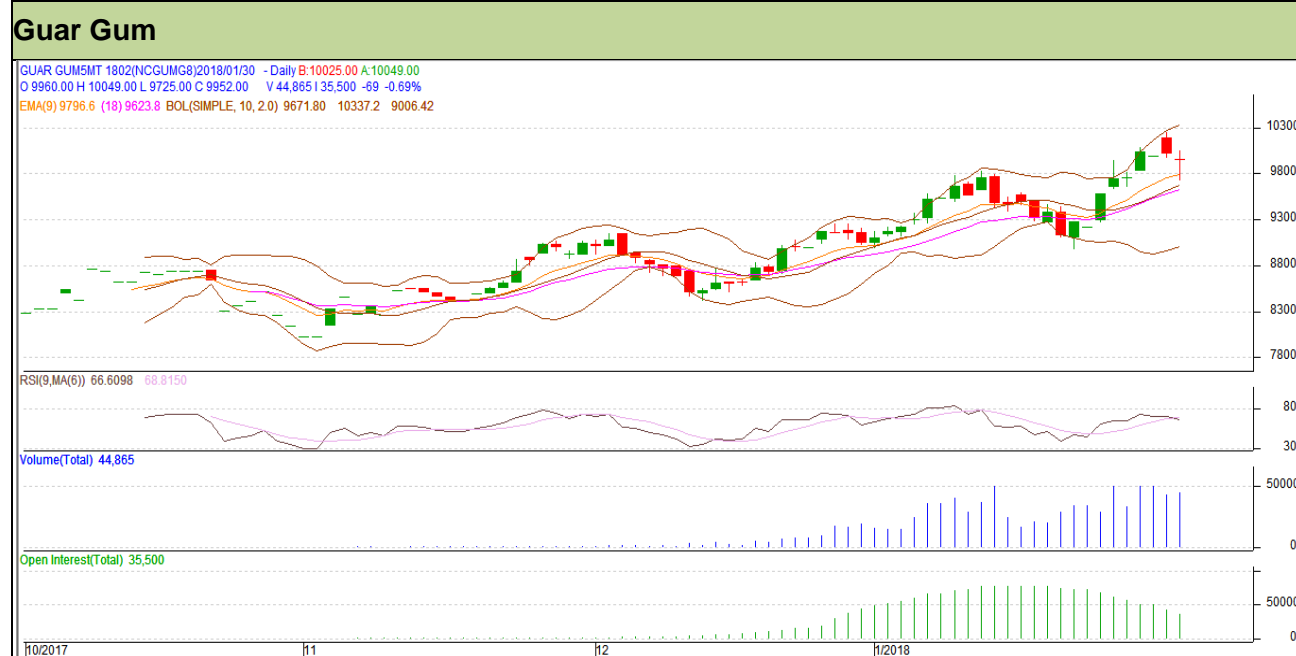 Guar Gum
GUAR GUM5MT 1802(NCGUMG8)2018/01/30 - Daily B:10025.00 A:10049.00
O 9960.00 H 10049.00 L 9725.00 C 9952.00 V 44,865 I 35,500 -69 -0.69%
EMA(9) 9796.6 (18) 9623.8 BOL(SIMPLE, 10, 2.0) 9671.80 10337.2 9006.42
10300
9800
9300
8800
8300
7800
RSI(9,MA(6)) 66.6098 68.8150
80
30
Volume(Total) 44,865
50000
0
Open Interest(Total) 35,500
50000
0
10/2017 11 12 1/2018